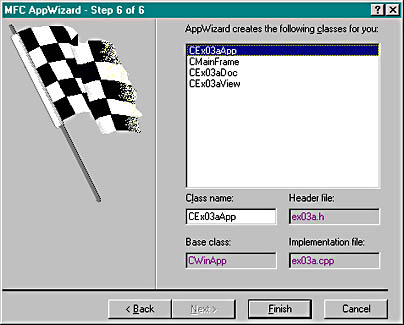 MFC AppWizard - Step 6 of 6
AppWizard creates the following classes for you:
CEx03aApp
CMainFrame
CEx03aDoc
CEx03aView
Class name: Header file:
CEx03aApp ex03a.h
Base class: Implementation file:
CWinApp ex03a.cpp
< Back Next > Finish Cancel